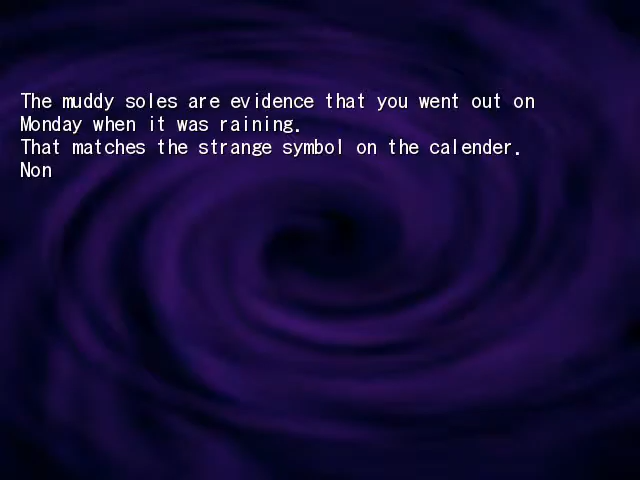 The muddy soles are evidence that you went out on
Monday when it was raining.
That matches the strange symbol on the calender.
Non